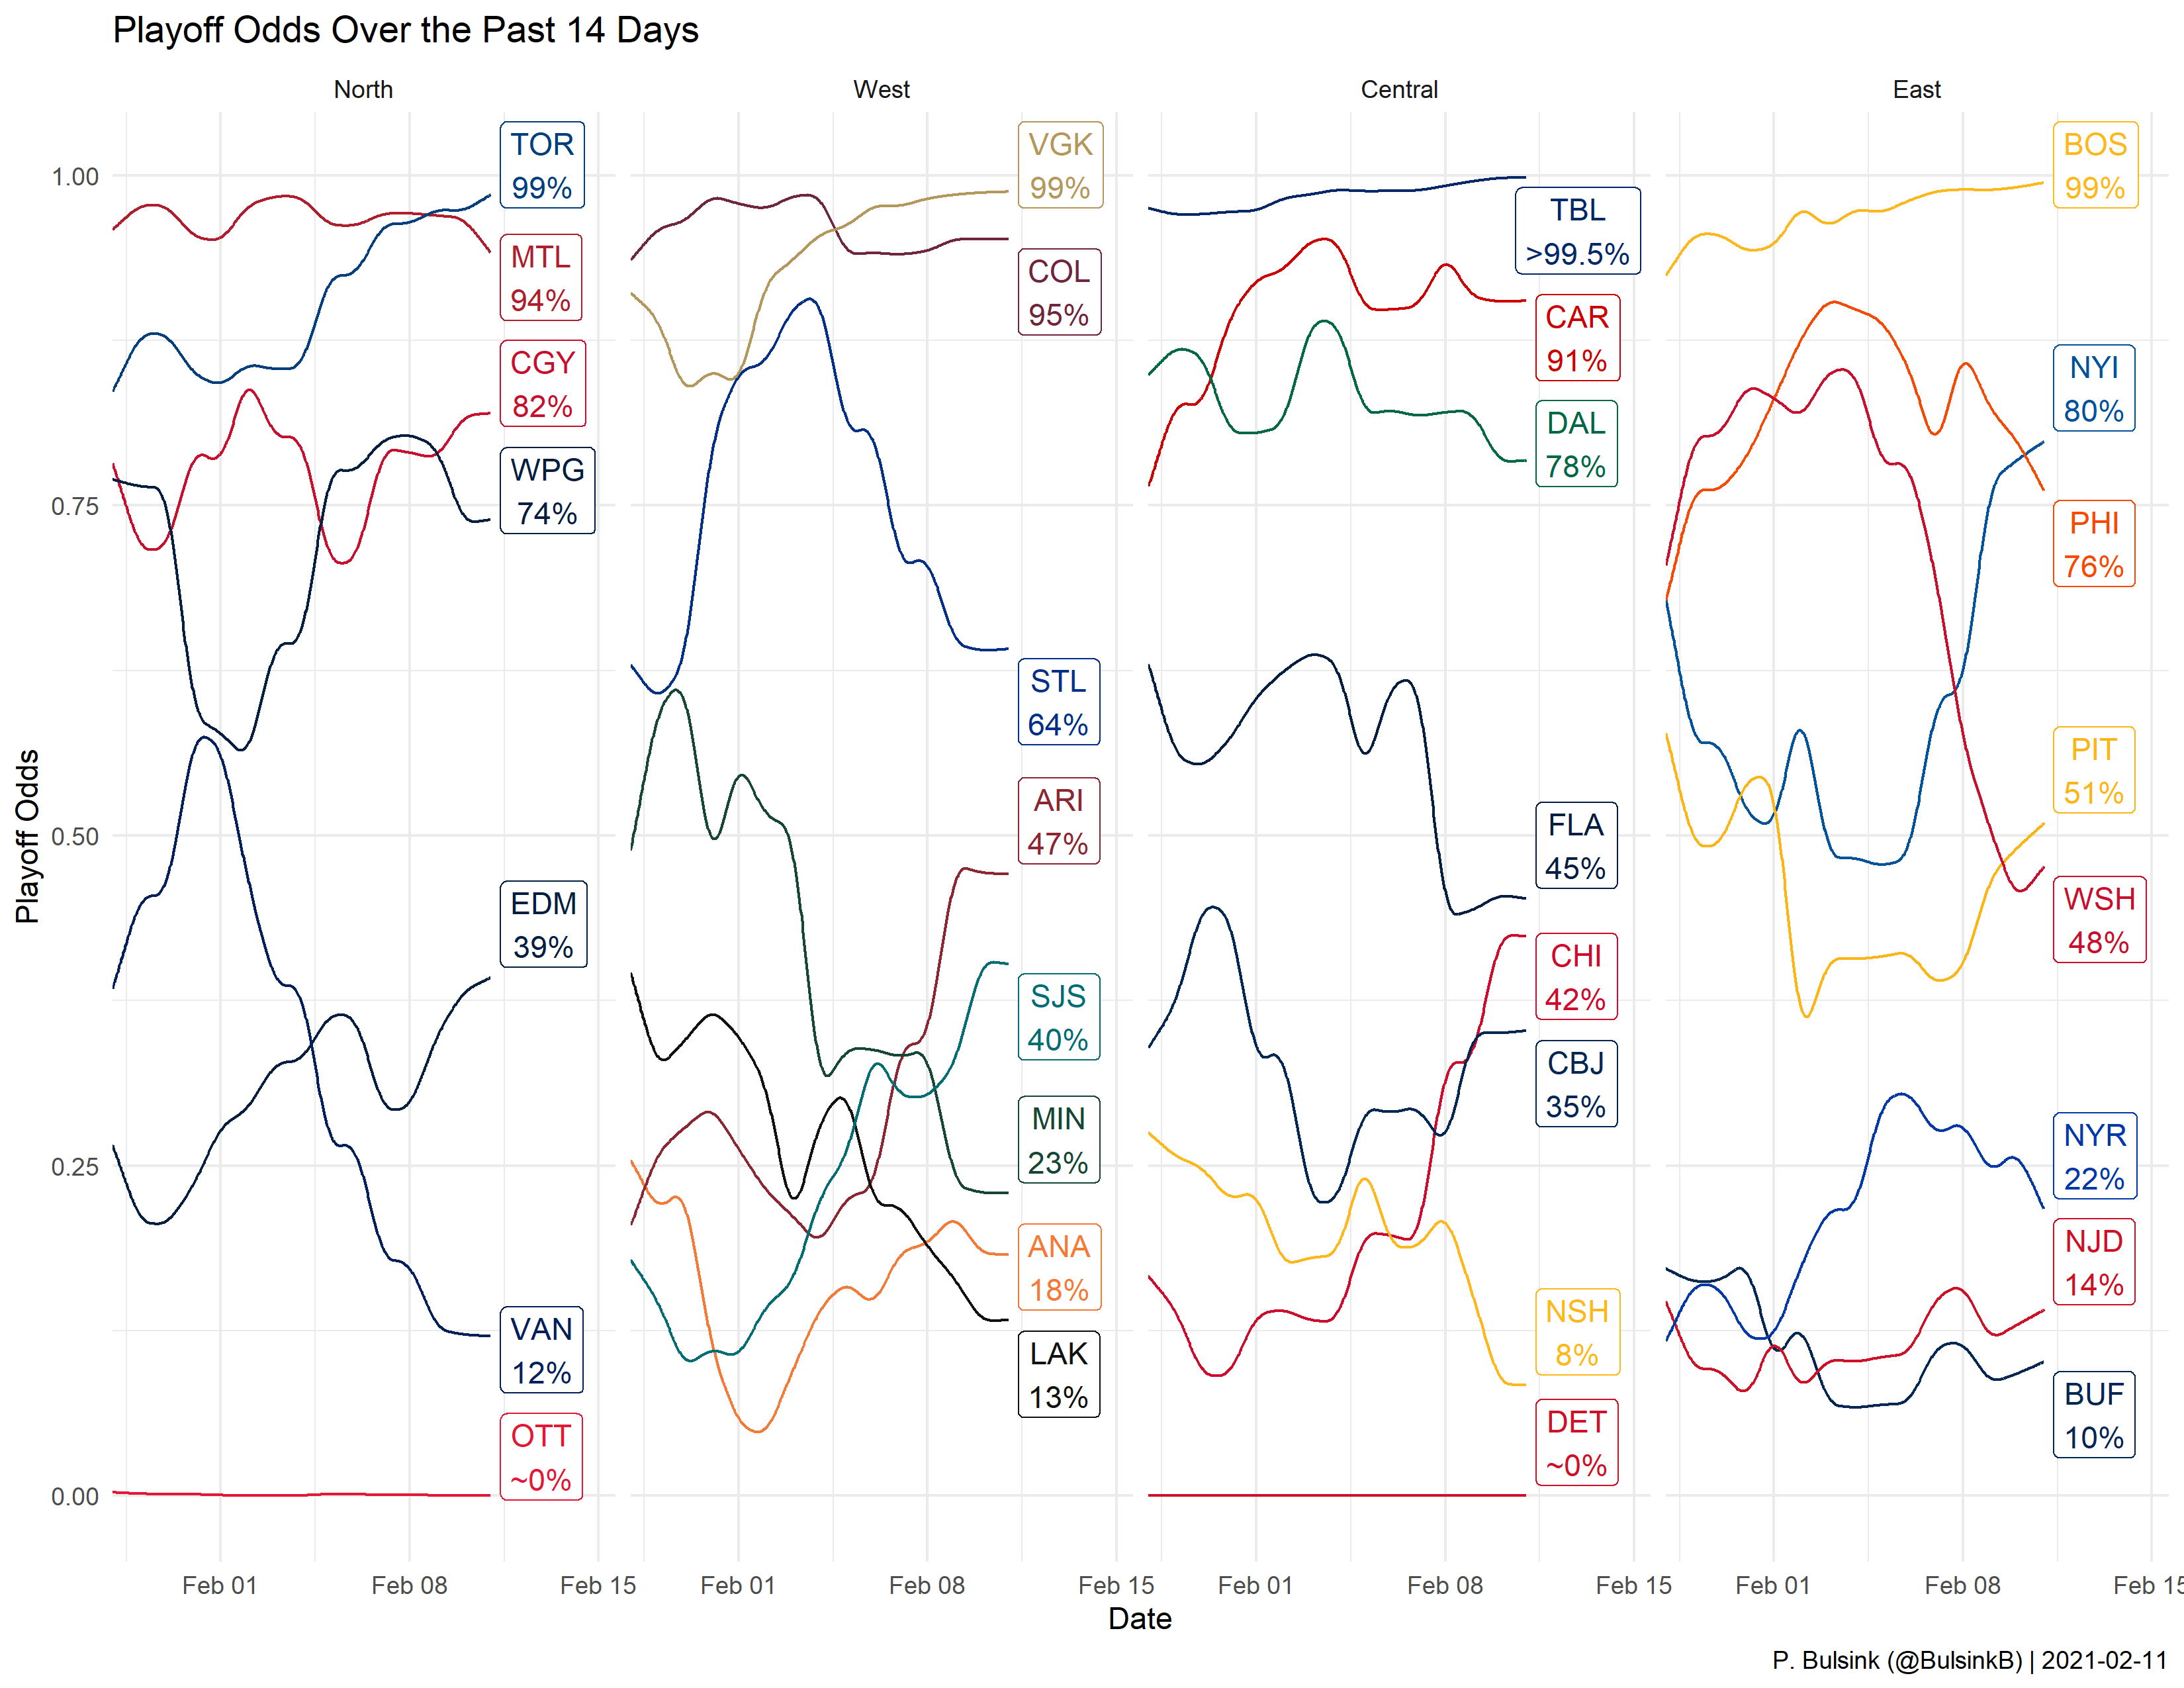 Playoff Odds Over the Past 14 Days
North
West
Central
East
Playoff Odds
1.00
0.75
0.50
0.25
0.00
TOR
99%
MTL
94%
CGY
82%
WPG
74%
EDM
39%
VAN
12%
OTT
~0%
VGK
99%
COL
95%
STL
64%
ARI
47%
SJS
40%
MIN
23%
ANA
18%
LAK
13%
TBL
>99.5%
CAR
91%
DAL
78%
FLA
45%
CHI
42%
CBJ
35%
NSH
8%
DET
~0%
BOS
99%
NYI
80%
PHI
76%
PIT
51%
WSH
48%
NYR
22%
NJD
14%
BUF
10%
Feb 01 Feb 08 Feb 15 Feb 01 Feb 08 Feb 15 Feb 01 Feb 08 Feb 15 Feb 01 Feb 08 Feb 15
Date
P. Bulsink (@BulsinkB) | 2021-02-11